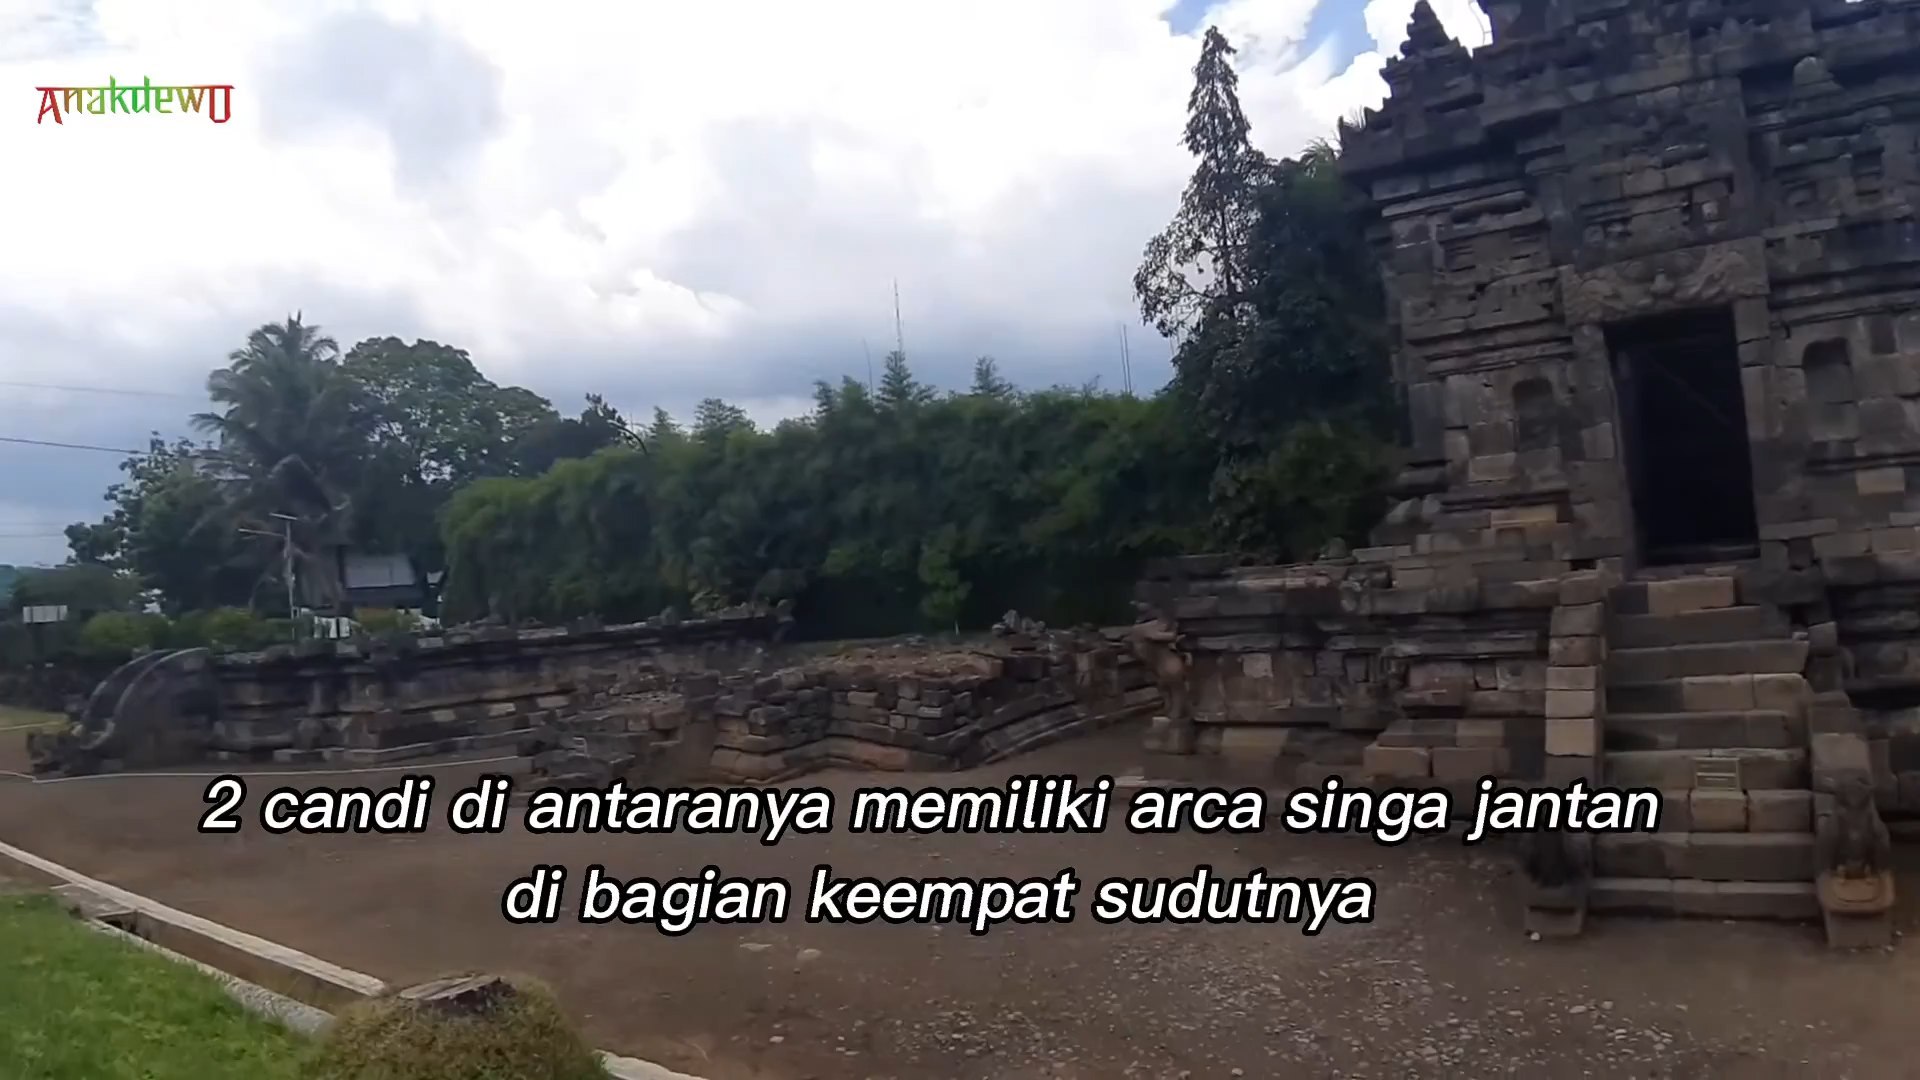 Anakdewo
2 candi di antaranya memiliki arca singa jantan
di bagian keempat sudutnya